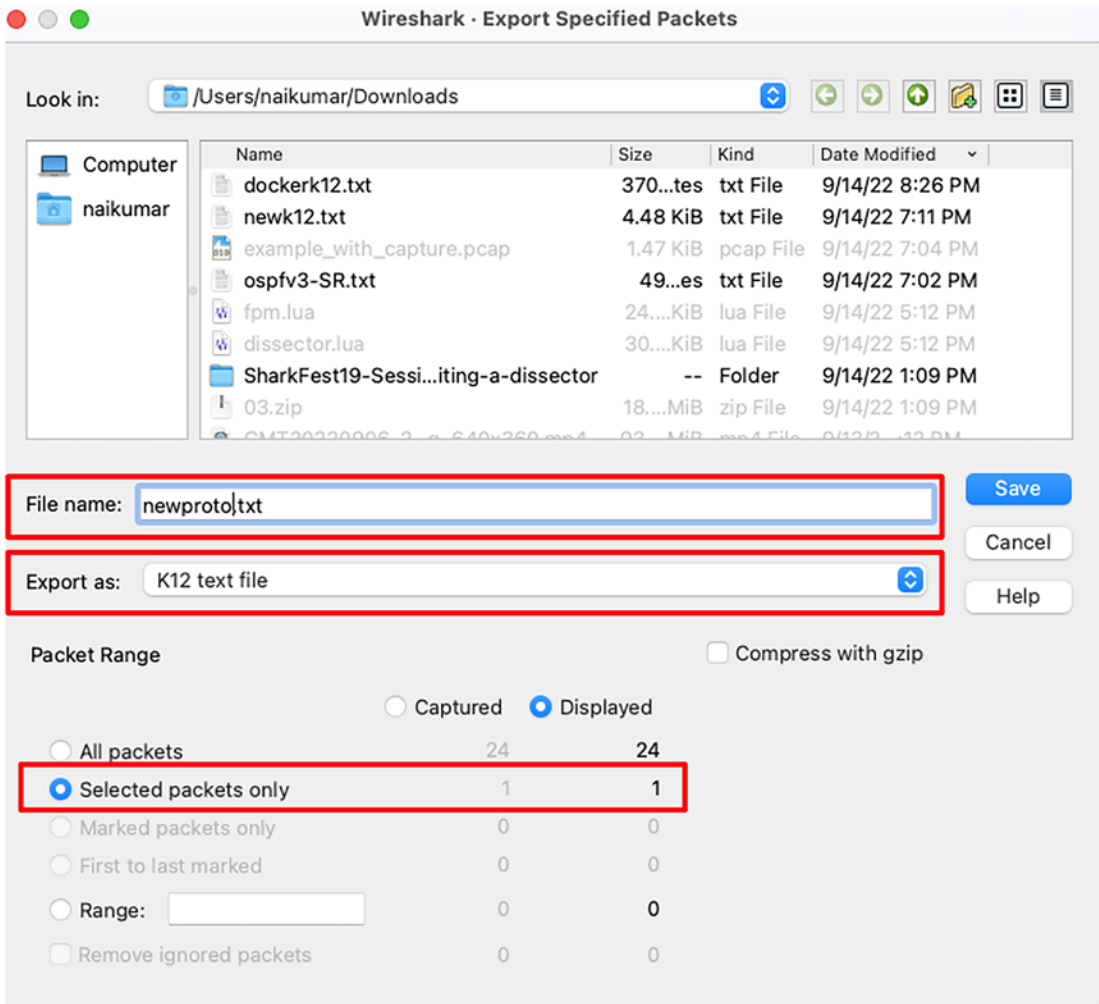 Wireshark · Export Specified Packets
Look in: /Users/naikumar/Downloads
Computer
naikumar
Name Size Kind Date Modified
dockerk12.txt 370...tes txt File 9/14/22 8:26 PM
newk12.txt 4.48 KiB txt File 9/14/22 7:11 PM
example_with_capture.pcap 1.47 KiB pcap File 9/14/22 7:04 PM
ospfv3-SR.txt 49...es txt File 9/14/22 7:02 PM
fpm.lua 24....KiB lua File 9/14/22 5:12 PM
dissector.lua 30....KiB lua File 9/14/22 5:12 PM
SharkFest19-Sessi...iting-a-dissector -- Folder 9/14/22 1:09 PM
03.zip 18....MiB zip File 9/14/22 1:09 PM
File name: newproto.txt
Save
Cancel
Export as: K12 text file
Help
Packet Range
Compress with gzip
Captured Displayed
All packets 24 24
Selected packets only 1 1
Marked packets only 0 0
First to last marked 0 0
Range: 0 0
Remove ignored packets 0 0